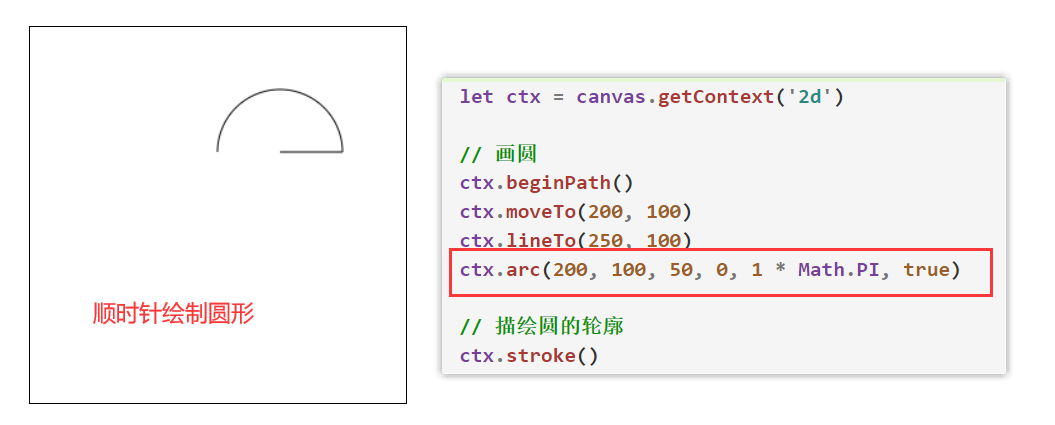 顺时针绘制圆形
let ctx = canvas.getContext('2d')
// 画圆
ctx.beginPath()
ctx.moveTo(200, 100)
ctx.lineTo(250, 100)
ctx.arc(200, 100, 50, 0, 1 * Math.PI, true)
// 描绘圆的轮廓
ctx.stroke()